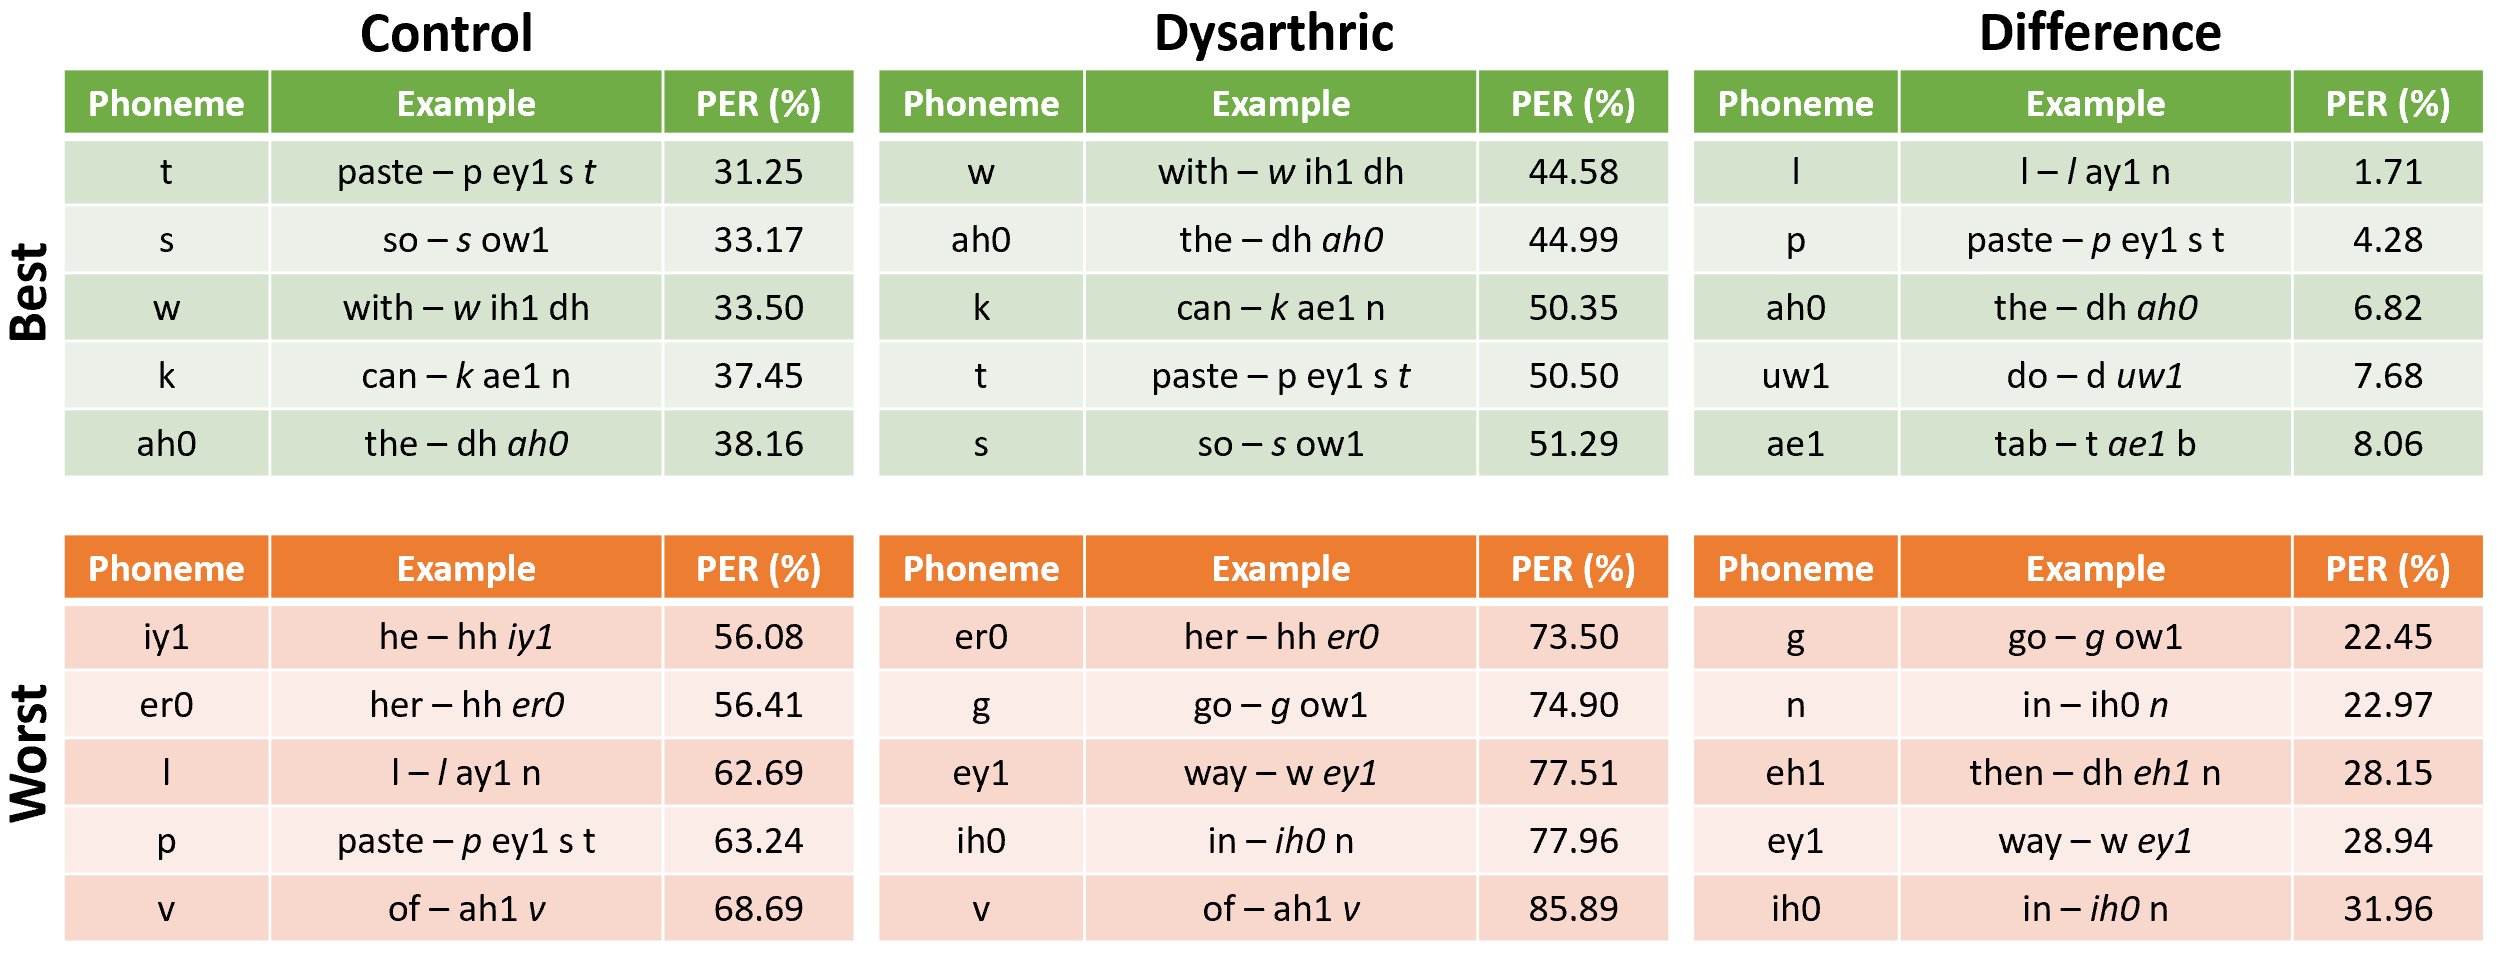 Control Dysarthric Difference
Phoneme Example PER (%) Phoneme Example PER (%) Phoneme Example PER (%)
Best
t paste – p ey1 s t 31.25 w with – w ih1 dh 44.58 l l – l ay1 n 1.71
s so – s ow1 33.17 ah0 the – dh ah0 44.99 p paste – p ey1 s t 4.28
w with – w ih1 dh 33.50 k can – k ae1 n 50.35 ah0 the – dh ah0 6.82
k can – k ae1 n 37.45 t paste – p ey1 s t 50.50 uw1 do – d uw1 7.68
ah0 the – dh ah0 38.16 s so – s ow1 51.29 ae1 tab – t ae1 b 8.06
Phoneme Example PER (%) Phoneme Example PER (%) Phoneme Example PER (%)
Worst
iy1 he – hh iy1 56.08 er0 her – hh er0 73.50 g go – g ow1 22.45
er0 her – hh er0 56.41 g go – g ow1 74.90 n in – ih0 n 22.97
l l – l ay1 n 62.69 ey1 way – w ey1 77.51 eh1 then – dh eh1 n 28.15
p paste – p ey1 s t 63.24 ih0 in – ih0 n 77.96 ey1 way – w ey1 28.94
v of – ah1 v 68.69 v of – ah1 v 85.89 ih0 in – ih0 n 31.96